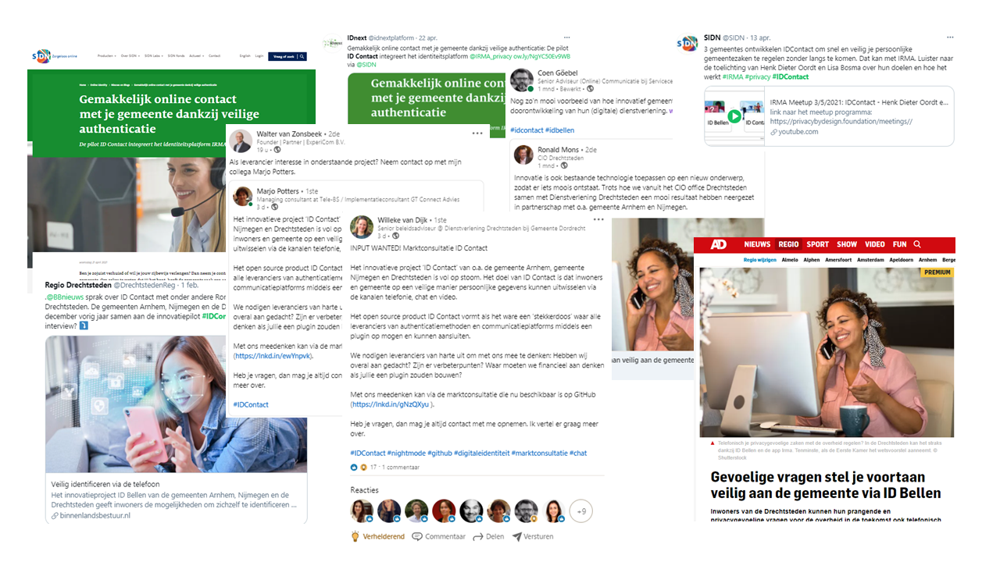 SIDN
Zorgeloos online
Producten
Over SIDN
SIDN Labs
SIDN fonds
Actueel
Contact
English
Login
Vraag of zoek
Home
Online Identity
Nieuws en Blogs
Gemakkelijk online contact met je gemeente dankzij veilige authenticatie
Gemakkelijk online contact
met je gemeente dankzij veilige
authenticatie
De pilot ID Contact integreert het identiteitsplatform IRMA
woensdag 21 april 2021
Ben je zojuist verhuisd of wil je jouw rijbewijs verlengen? Dan neem je cont
IDnext @idnextplatform · 22 apr.
Gemakkelijk online contact met je gemeente dankzij veilige authenticatie: De pilot
ID Contact integreert het identiteitsplatform @IRMA_privacy ow.ly/NgYC50Ev9WB
via @SIDN
Gemakkelijk online con
met je gemeente dankzij
authenticatie
Coen Göebel
Senior Adviseur (Online) Communicatie bij Servicece
1 mnd • Bewerkt •
Nog zo'n mooi voorbeeld van hoe innovatief gemeent
doorontwikkeling van hun (digitale) dienstverlening. w
#idcontact #idbellen
Ronald Mons • 2de
CIO Drechtsteden
1 mnd •
Innovatie is ook bestaande technologie toepassen op een nieuw onderwerp,
zodat er iets moois ontstaat. Trots hoe we vanuit het CIO office Drechtsteden
samen met Dienstverlening Drechtsteden een mooi resultaat hebben neergezet
in partnerschap met o.a. gemeente Arnhem en Nijmegen.
SIDN
SIDN @SIDN · 13 apr.
3 gemeentes ontwikkelen IDContact om snel en veilig je persoonlijke
gemeentezaken te regelen zonder langs te komen. Dat kan met IRMA. Luister naar
de toelichting van Henk Dieter Oordt en Lisa Bosma over hun doelen en hoe het
werkt #IRMA #privacy #IDContact
ID Bellen
ID Conta
IRMA Meetup 3/5/2021: IDContact - Henk Dieter Oordt e...
link naar het meetup programma:
https://privacybydesign.foundation/meetings//
youtube.com
Walter van Zonsbeek • 2de
Founder | Partner | ExperiCom B.V.
19 u •
Als leverancier interesse in onderstaande project? Neem contact op met mijn
collega Marjo Potters.
Marjo Potters • 1ste
Managing consultant at Tele-BS / Implementatieconsultant GT Connect Advies
3 d •
Het innovatieve project 'ID Contact'
Nijmegen en Drechtsteden is vol op
inwoners en gemeente op een veilig
uitwisselen via de kanalen telefonie,
Het open source product ID Contact
alle leveranciers van authenticatieme
communicatieplatforms middels een
We nodigen leveranciers van harte u
overal aan gedacht? Zijn er verbeter
denken als jullie een plugin zouden
Met ons meedenken kan via de mark
(https://lnkd.in/ewYnpvk).
Heb je vragen, dan mag je altijd con
meer over.
#IDContact
Willeke van Dijk • 1ste
Senior beleidsadviseur @ Dienstverlening Drechtsteden bij Gemeente Dordrecht
3 d •
INPUT WANTED! Marktconsultatie ID Contact
Het innovatieve project 'ID Contact' van o.a. de gemeente Arnhem, gemeente
Nijmegen en Drechtsteden is vol op stoom. Het doel van ID Contact is dat inwoners
en gemeente op een veilige manier persoonlijke gegevens kunnen uitwisselen via
de kanalen telefonie, chat en video.
Het open source product ID Contact vormt als het ware een 'stekkerdoos' waar alle
leveranciers van authenticatiemethoden en communicatieplatforms middels een
plugin op mogen en kunnen aansluiten.
We nodigen leveranciers van harte uit om met ons mee te denken: Hebben wij
overal aan gedacht? Zijn er verbeterpunten? Waar moeten we financieel aan denken
als jullie een plugin zouden bouwen?
Met ons meedenken kan via de marktconsultatie die nu beschikbaar is op GitHub
(https://lnkd.in/gNzQXyu ).
Heb je vragen, dan mag je altijd contact met me opnemen. Ik vertel er graag meer
over.
#IDContact #nightmode #github #digitaleidentiteit #marktconsultatie #chat
17 · 1 commentaar
Reacties
+9
Verhelderend
Commentaar
Delen
Versturen
Regio Drechtsteden @DrechtstedenReg · 1 feb.
.@BBnieuws sprak over ID Contact met onder andere Ror
Drechtsteden. De gemeenten Arnhem, Nijmegen en de D
december vorig jaar samen aan de innovatiepilot #IDCor
interview?
Veilig identificeren via de telefoon
Het innovatieproject ID Bellen van de gemeenten Arnhem, Nijmegen en de
Drechtsteden geeft inwoners de mogelijkheden om zichzelf te identificeren ...
binnenlandsbestuur.nl
an veilig aan de gemeente
AD
NIEUWS
REGIO
SPORT
SHOW
VIDEO
FUN
Regio wijzigen
Almelo
Alphen
Amersfoort
Amsterdam
Apeldoorn
Arnhem
Berge
PREMIUM
Telefonisch je privacygevoelige zaken met de overheid regelen? In de Drechtsteden kan het straks
dankzij ID Bellen en de app Irma. Tenminste, als de Eerste Kamer het wetsvoorstel aanneemt. ©
Shutterstock
Gevoelige vragen stel je voortaan
veilig aan de gemeente via ID Bellen
Inwoners van de Drechtsteden kunnen hun prangende en
privacygevoelige vragen voor de overheid in de toekomst ook telefonisch